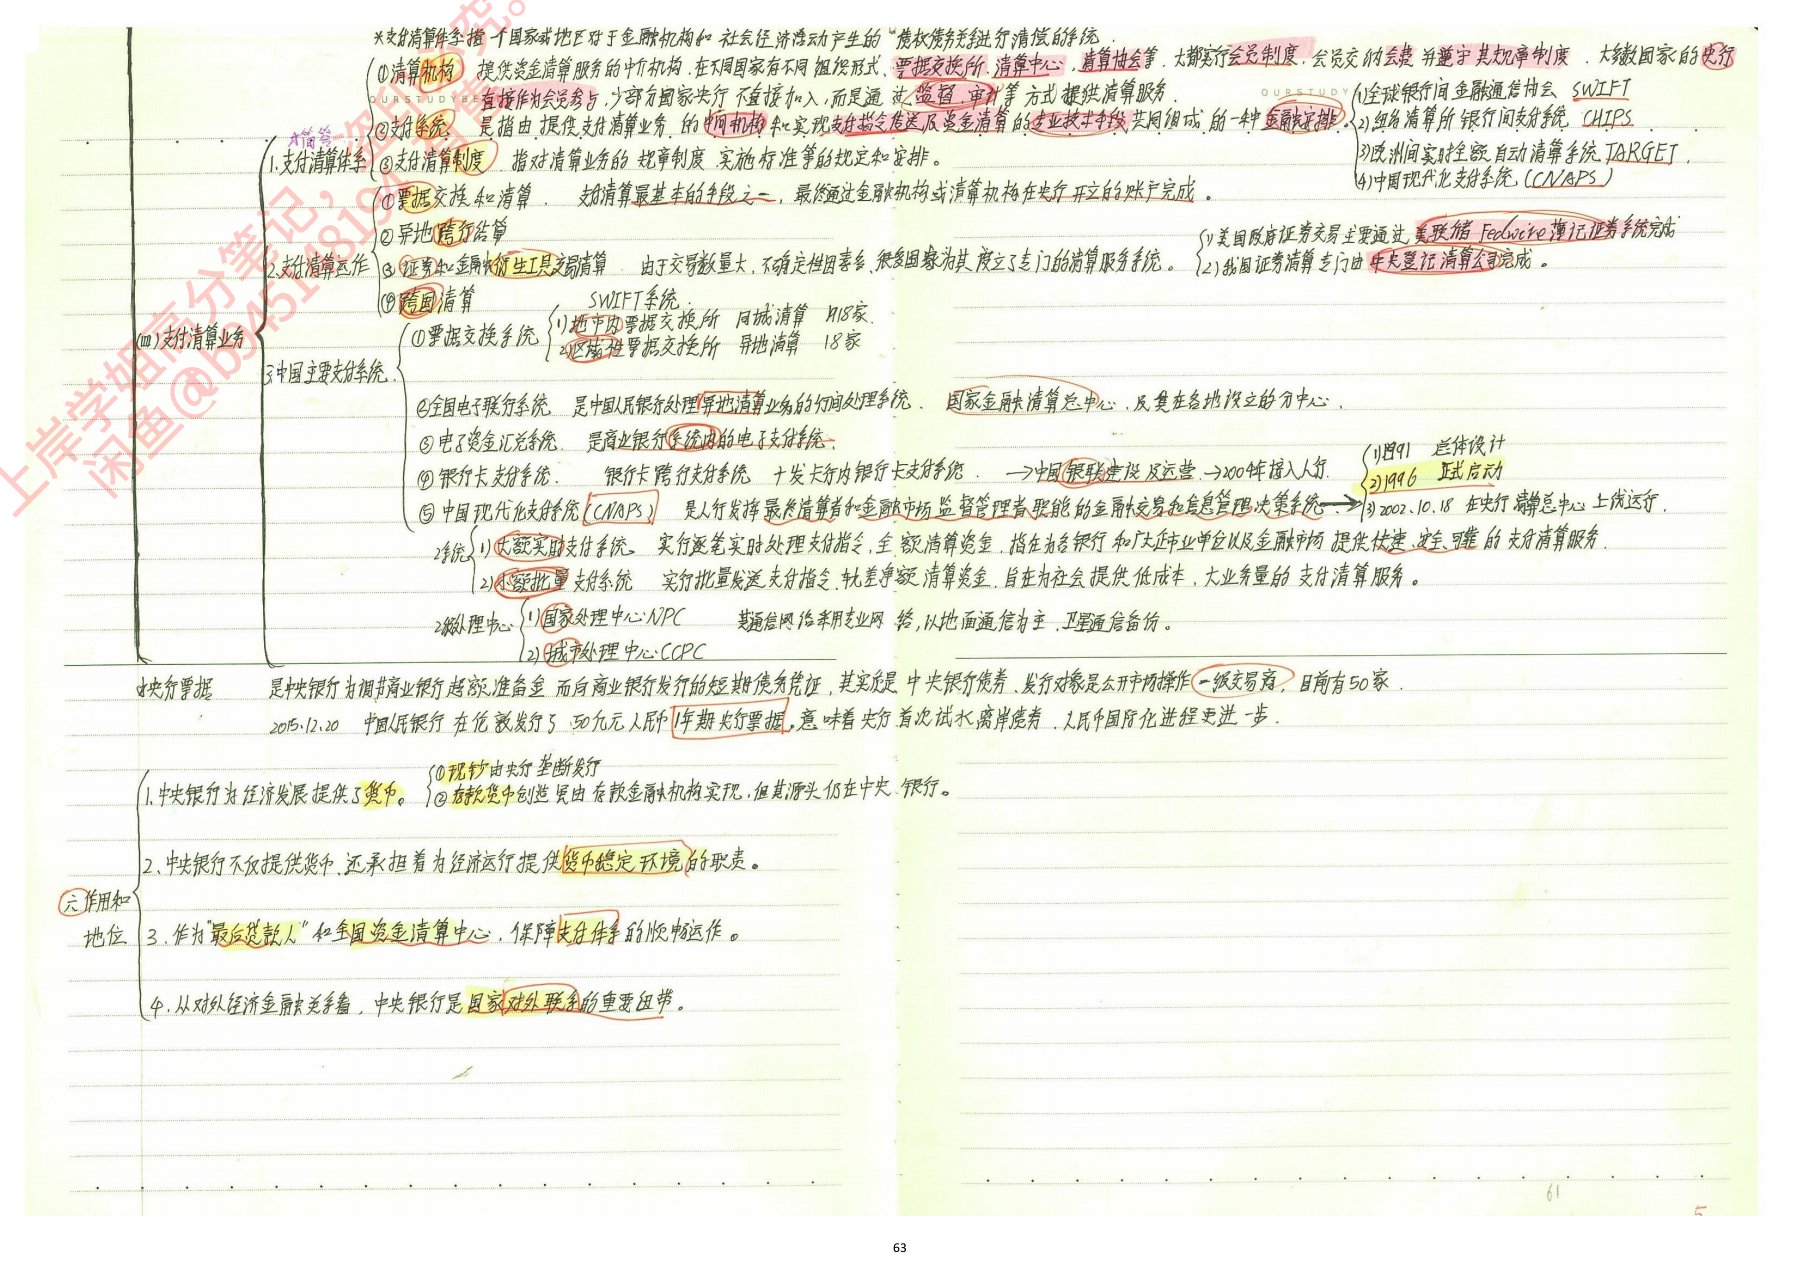 *支付清算体系指一个国家或地区对于金融机构和社会经济活动产生的“债权债务关系进行清偿的系统.
①清算机构 提供资金清算服务的中介机构,在不同国家有不同组织形式、票据交换所、清算中心、清算协会等.大都实行会员制度,会员交纳会费并遵守其规章制度.大多数国家的央行
直接作为会员参与,少部分国家央行不直接加入,而是通过监督、审计等方式提供清算服务.
OURSTUDYBE
OURSTUDY
②支付系统. 是指由提供支付清算业务的中间机构和实现支付指令传送及资金清算的专业技术手段共同组成的一种金融安排
1)全球银行间金融通信协会 SWIFT
2)纽约清算所银行间支付系统 CHIPS
3)欧洲间实时全额自动清算系统.TARGET.
4)中国现代化支付系统(CNAPS)
*简答
1.支付清算体系
③支付清算制度. 指对清算业务的规章制度、实施标准等的规定和安排。
①票据交换和清算. 支付清算最基本的手段之一,最终通过金融机构或清算机构在央行开立的账户完成。
②异地跨行结算
2.支付清算运作
③证券和金融衍生工具交易清算. 由于交易数量大,不确定性因素多、很多国家为其成立了专门的清算服务系统。
1)美国政府证券交易主要通过美联储Fedwire簿记证券系统完成
2)我国证券清算专门由中央登记清算公司完成。
④跨国清算 SWIFT系统.
(四)支付清算业务
3.中国主要支付系统
①票据交换系统
1)地市内票据交换所 同城清算 1918家.
2)区域性票据交换所 异地清算 18家
②全国电子联行系统 是中国人民银行处理异地清算业务的行间处理系统. 国家金融清算总中心、及其在各地设立的分中心.
③电子资金汇兑系统. 是商业银行系统内的电子支付系统.
④银行卡支付系统. 银行卡跨行支付系统 + 发卡行内银行卡支付系统. →中国银联建设及运营.→2004年接入人行.
⑤中国现代化支付系统(CNAPS) 是人行发挥最终清算者和金融市场监督管理者职能的金融交易和信息管理决策系统→
1)1991 总体设计
2)1996 正式启动
3)2002.10.18 在央行清算总中心上线运行.
2系统
1)大额实时支付系统. 实行逐笔实时处理支付指令,全额清算资金.指在为各银行和广大企事业单位以及金融市场提供快速、安全、可靠的支付清算服务.
2)小额批量支付系统 实行批量发送支付指令,轧差净额清算资金.旨在为社会提供低成本,大业务量的支付清算服务。
2级处理中心
1)国家处理中心:NPC 其通信网络采用专业网络,以地面通信为主,卫星通信备份。
2)城市处理中心:CCPC
*央行票据 是中央银行为调节商业银行超额准备金而向商业银行发行的短期债务凭证,其实质是中央银行债券.发行对象是公开市场操作一级交易商,目前有50家.
2015.12.20 中国人民银行在伦敦发行了50亿元人民币1年期央行票据,意味着央行首次试水离岸债券.人民币国际化进程更进一步.
六.作用和地位
1.中央银行为经济发展提供了货币。
①现钞由央行垄断发行
②存款货币创造虽由存款金融机构实现,但其源头仍在中央银行。
2.中央银行不仅提供货币,还承担着为经济运行提供货币稳定环境的职责。
3.作为“最后贷款人”和全国资金清算中心,保障支付体系的顺畅运作。
4.从对外经济金融关系看,中央银行是国家对外联系的重要纽带。
上岸学姐高分笔记,盗印必究。
闲鱼@b945148194
61
5
63